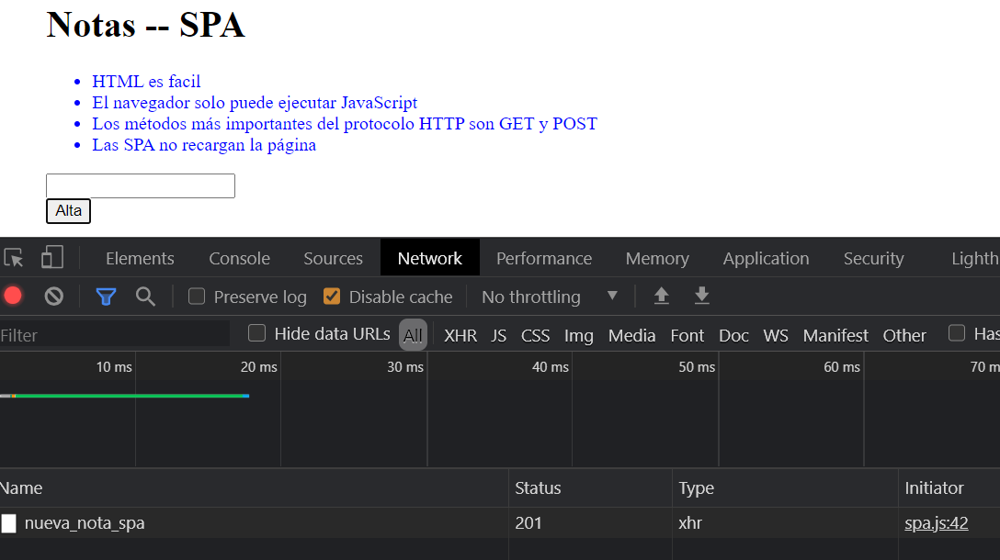 Notas -- SPA
HTML es facil
El navegador solo puede ejecutar JavaScript
Los métodos más importantes del protocolo HTTP son GET y POST
Las SPA no recargan la página
Alta
Elements Console Sources Network Performance Memory Application Security Lighth
Preserve log Disable cache No throttling
Filter Hide data URLs All XHR JS CSS Img Media Font Doc WS Manifest Other Has
10 ms 20 ms 30 ms 40 ms 50 ms 60 ms 70 m
Name Status Type Initiator
nueva_nota_spa 201 xhr spa.js:42